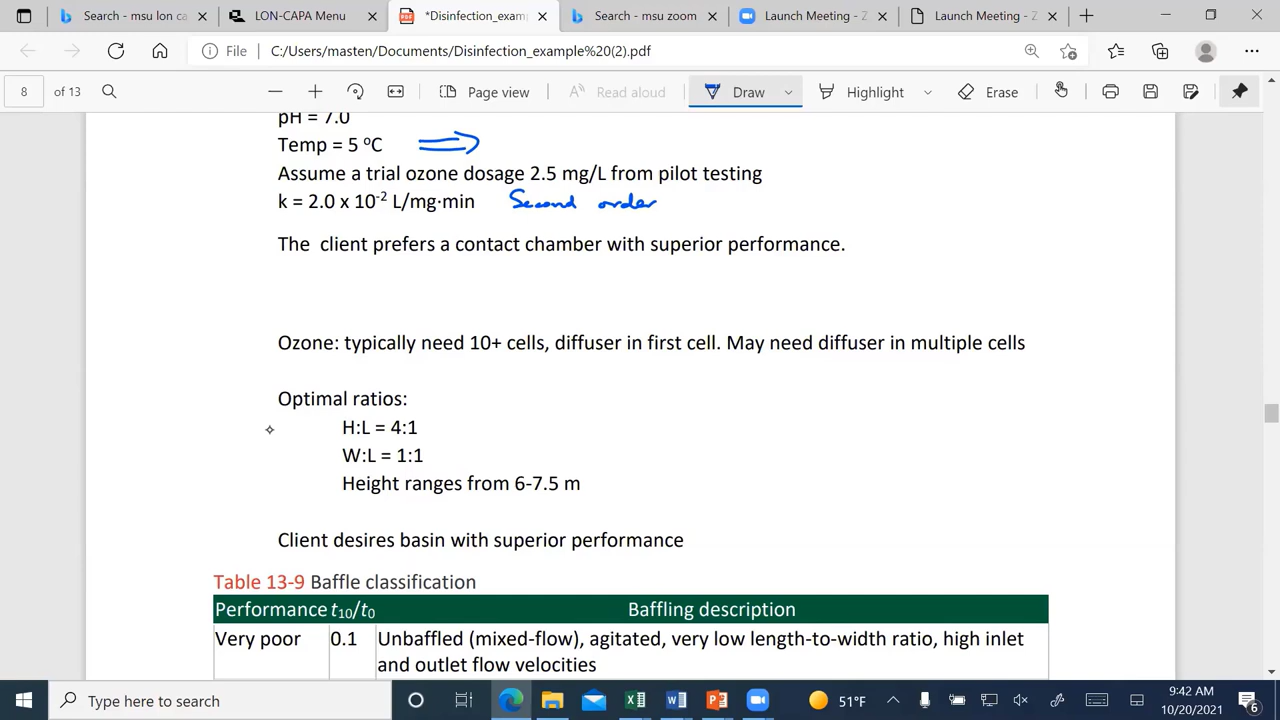 Search - msu lon ca
LON-CAPA Menu
*Disinfection_exam
Search - msu zoom
Launch Meeting - Z
Launch Meeting - Z
File
C:/Users/masten/Documents/Disinfection_example%20(2).pdf
8
of 13
Page view
Read aloud
Draw
Highlight
Erase
pH = 7.0
Temp = 5 ºC
Assume a trial ozone dosage 2.5 mg/L from pilot testing
k = 2.0 x 10⁻² L/mg·min Second order
The client prefers a contact chamber with superior performance.
Ozone: typically need 10+ cells, diffuser in first cell. May need diffuser in multiple cells
Optimal ratios:
H:L = 4:1
W:L = 1:1
Height ranges from 6-7.5 m
Client desires basin with superior performance
Table 13-9 Baffle classification
Performance t₁₀/t₀ Baffling description
Very poor 0.1 Unbaffled (mixed-flow), agitated, very low length-to-width ratio, high inlet
and outlet flow velocities
Type here to search
51°F
9:42 AM
10/20/2021
6